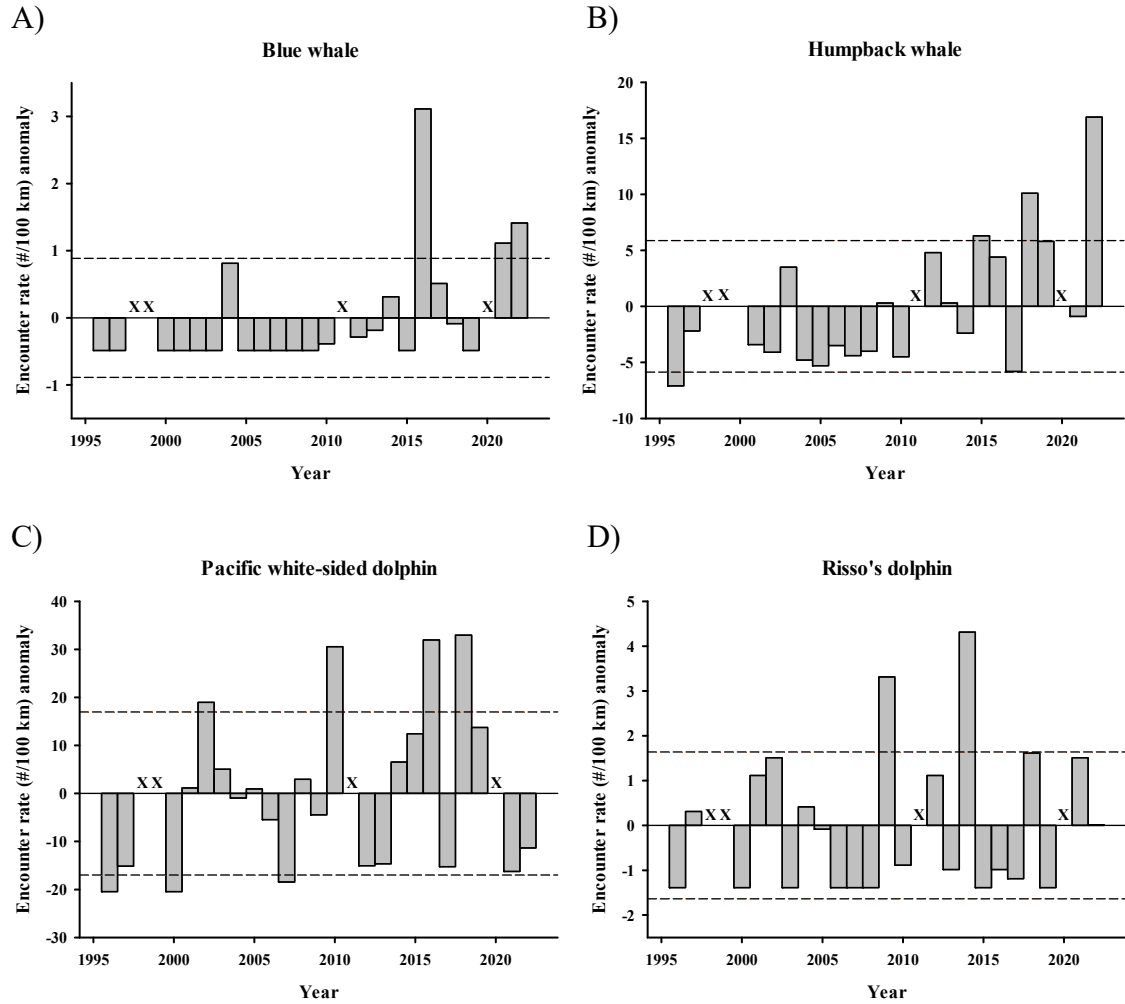 A)
Blue whale
Encounter rate (#/100 km) anomaly
3
2
1
0
-1
X X
X
X
1995 2000 2005 2010 2015 2020
Year
B)
Humpback whale
Encounter rate (#/100 km) anomaly
20
15
10
5
0
-5
-10
X X
X
X
1995 2000 2005 2010 2015 2020
Year
C)
Pacific white-sided dolphin
Encounter rate (#/100 km) anomaly
40
30
20
10
0
-10
-20
-30
X X
X
X
1995 2000 2005 2010 2015 2020
Year
D)
Risso's dolphin
Encounter rate (#/100 km) anomaly
5
4
3
2
1
0
-1
-2
X X
X
X
1995 2000 2005 2010 2015 2020
Year